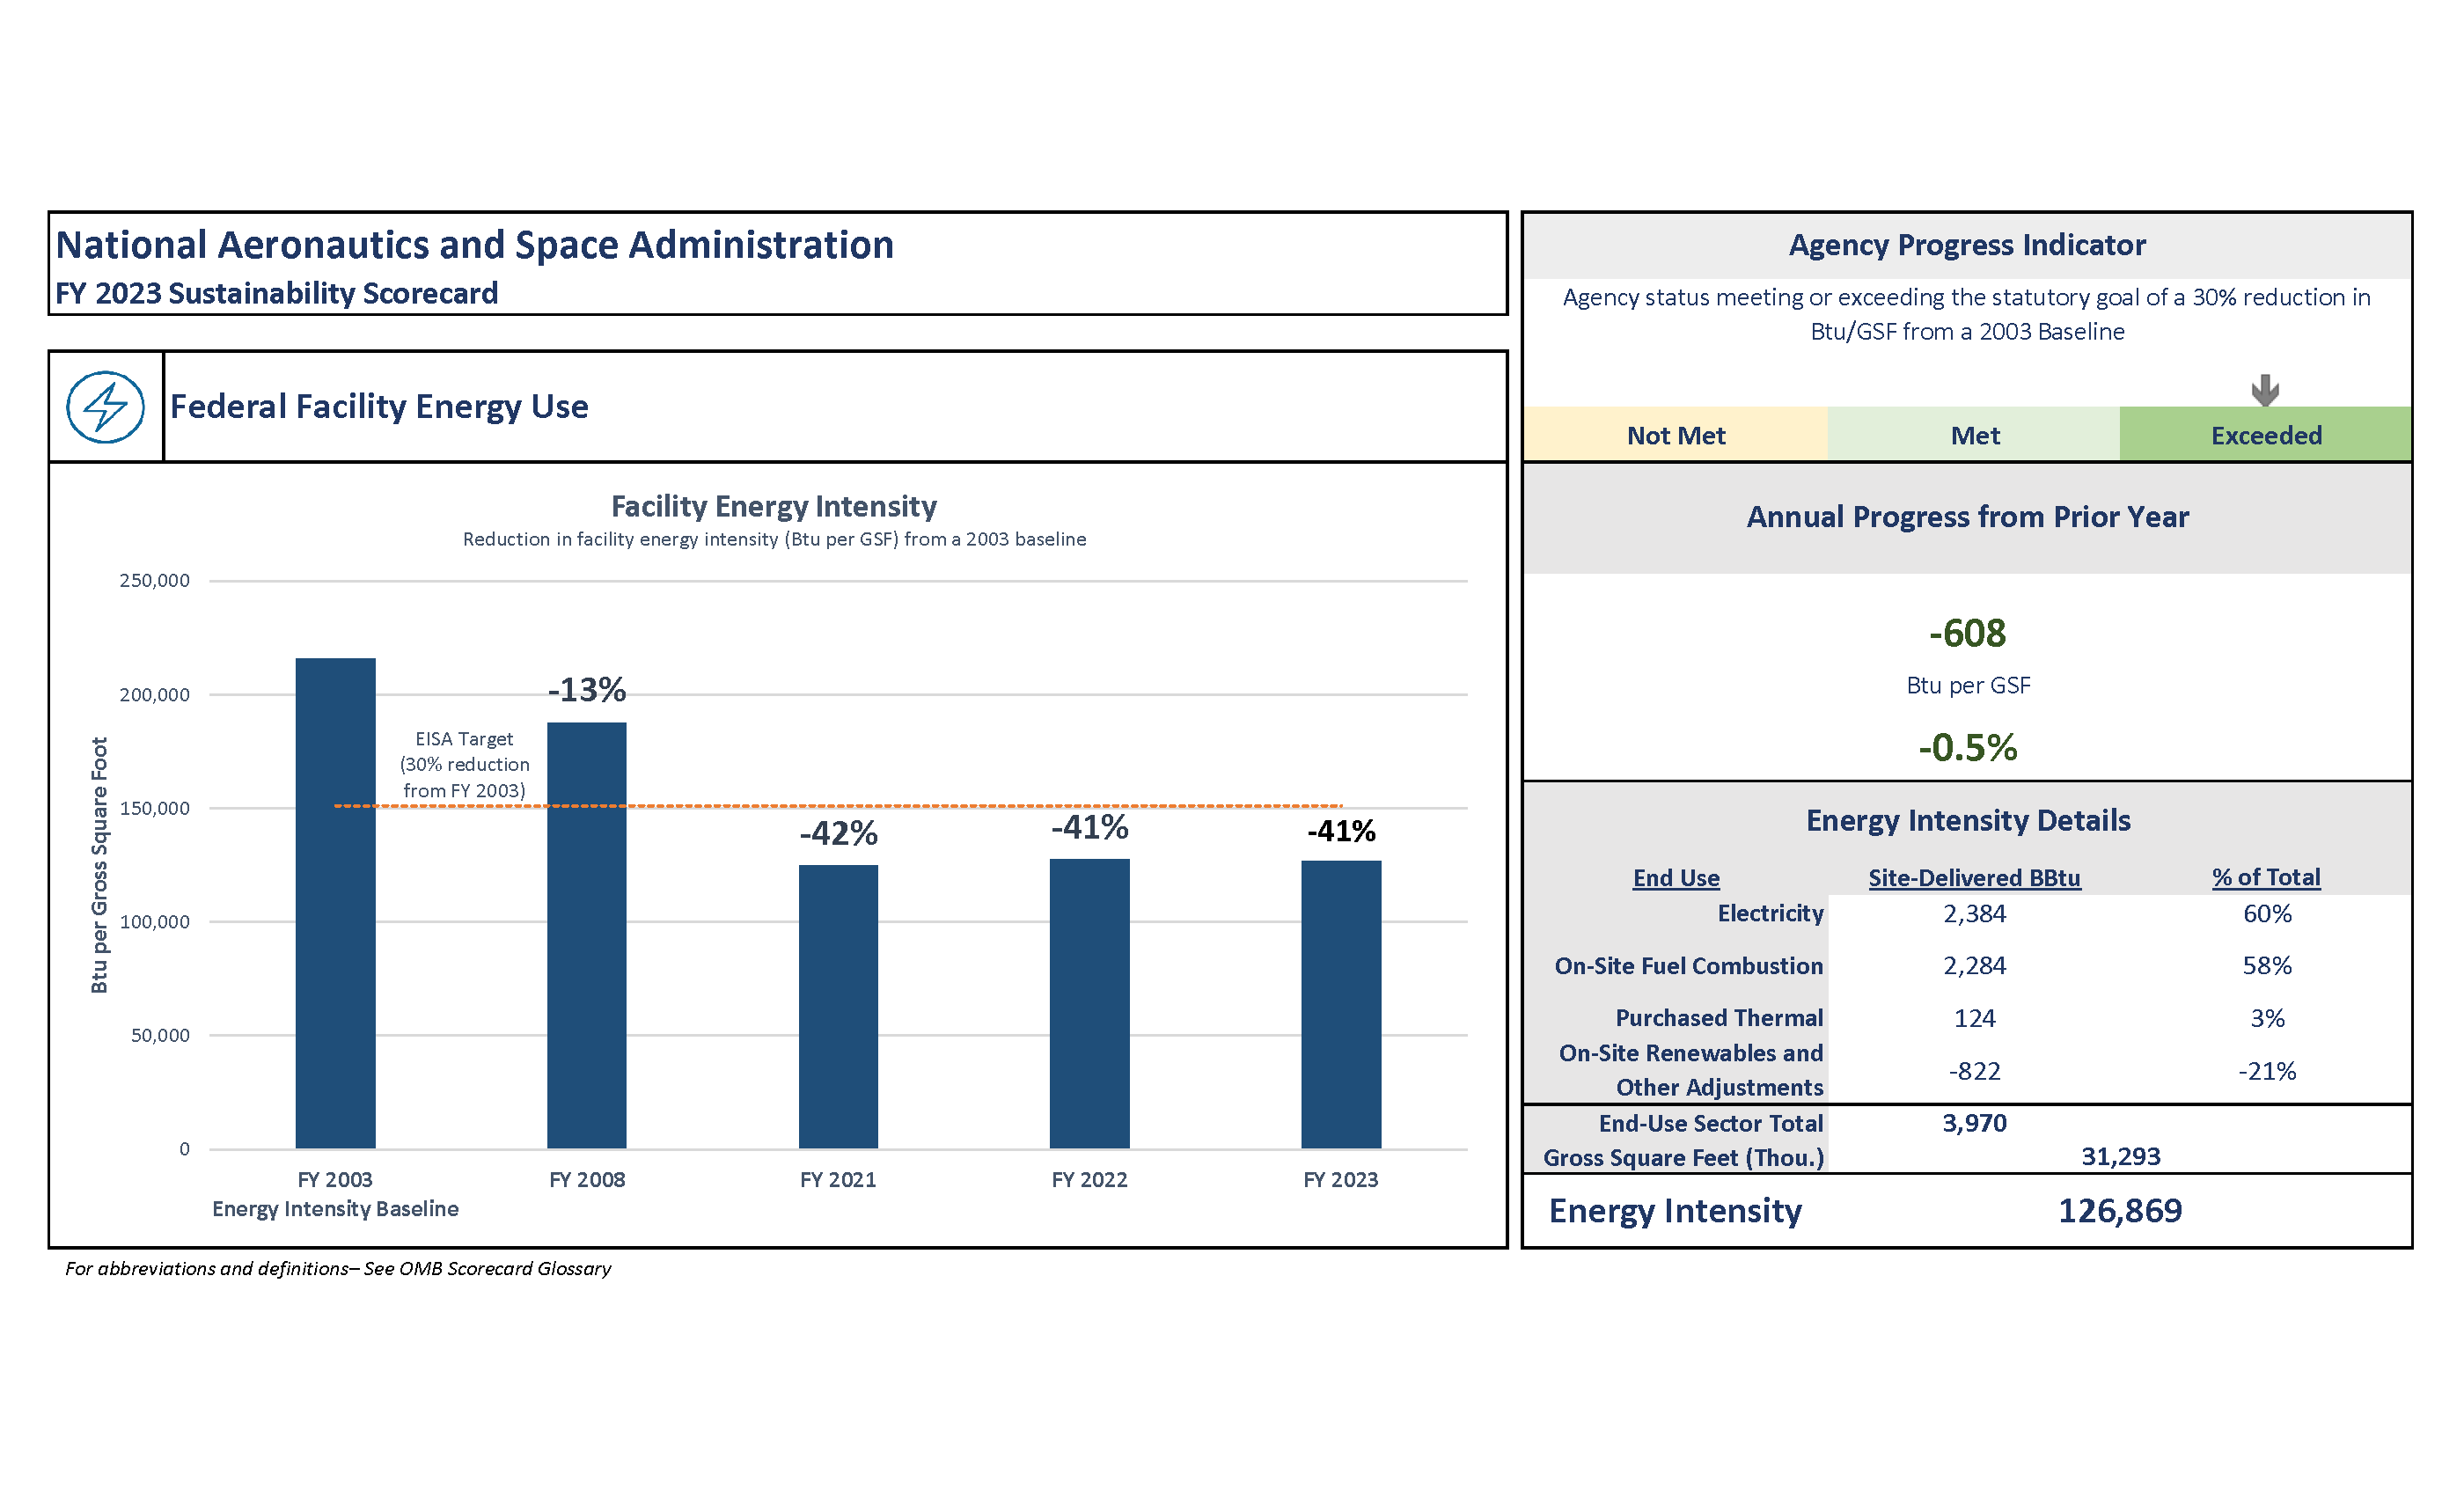 National Aeronautics and Space Administration
FY 2023 Sustainability Scorecard
Federal Facility Energy Use
Facility Energy Intensity
Reduction in facility energy intensity (Btu per GSF) from a 2003 baseline
Btu per Gross Square Foot
250,000
200,000
150,000
100,000
50,000
0
-13%
EISA Target
(30% reduction
from FY 2003)
-42%
-41%
-41%
FY 2003
FY 2008
FY 2021
FY 2022
FY 2023
Energy Intensity Baseline
For abbreviations and definitions– See OMB Scorecard Glossary
Agency Progress Indicator
Agency status meeting or exceeding the statutory goal of a 30% reduction in
Btu/GSF from a 2003 Baseline
Not Met Met Exceeded
Annual Progress from Prior Year
-608
Btu per GSF
-0.5%
Energy Intensity Details
End Use Site-Delivered BBtu % of Total
Electricity 2,384 60%
On-Site Fuel Combustion 2,284 58%
Purchased Thermal 124 3%
On-Site Renewables and
Other Adjustments -822 -21%
End-Use Sector Total 3,970
Gross Square Feet (Thou.) 31,293
Energy Intensity 126,869